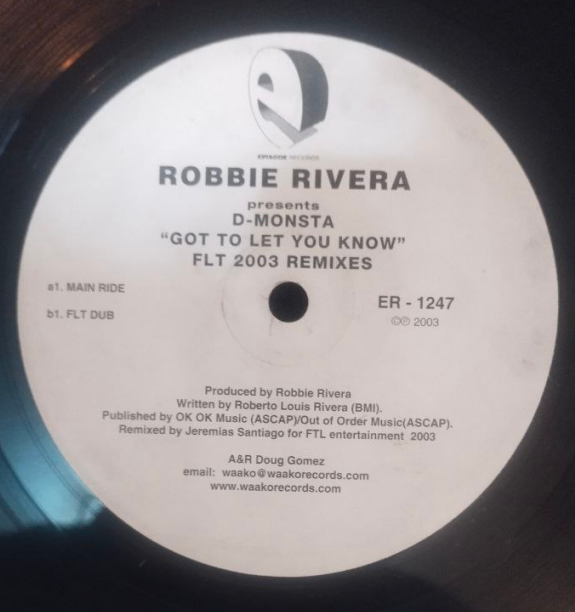 e
EPIAGOE RECORDS
ROBBIE RIVERA
presents
D-MONSTA
"GOT TO LET YOU KNOW"
FLT 2003 REMIXES
a1. MAIN RIDE
b1. FLT DUB
ER - 1247
©℗ 2003
Produced by Robbie Rivera
Written by Roberto Louis Rivera (BMI).
Published by OK OK Music (ASCAP)/Out of Order Music(ASCAP).
Remixed by Jeremias Santiago for FTL entertainment 2003
A&R Doug Gomez
email: waako@waakorecords.com
www.waakorecords.com